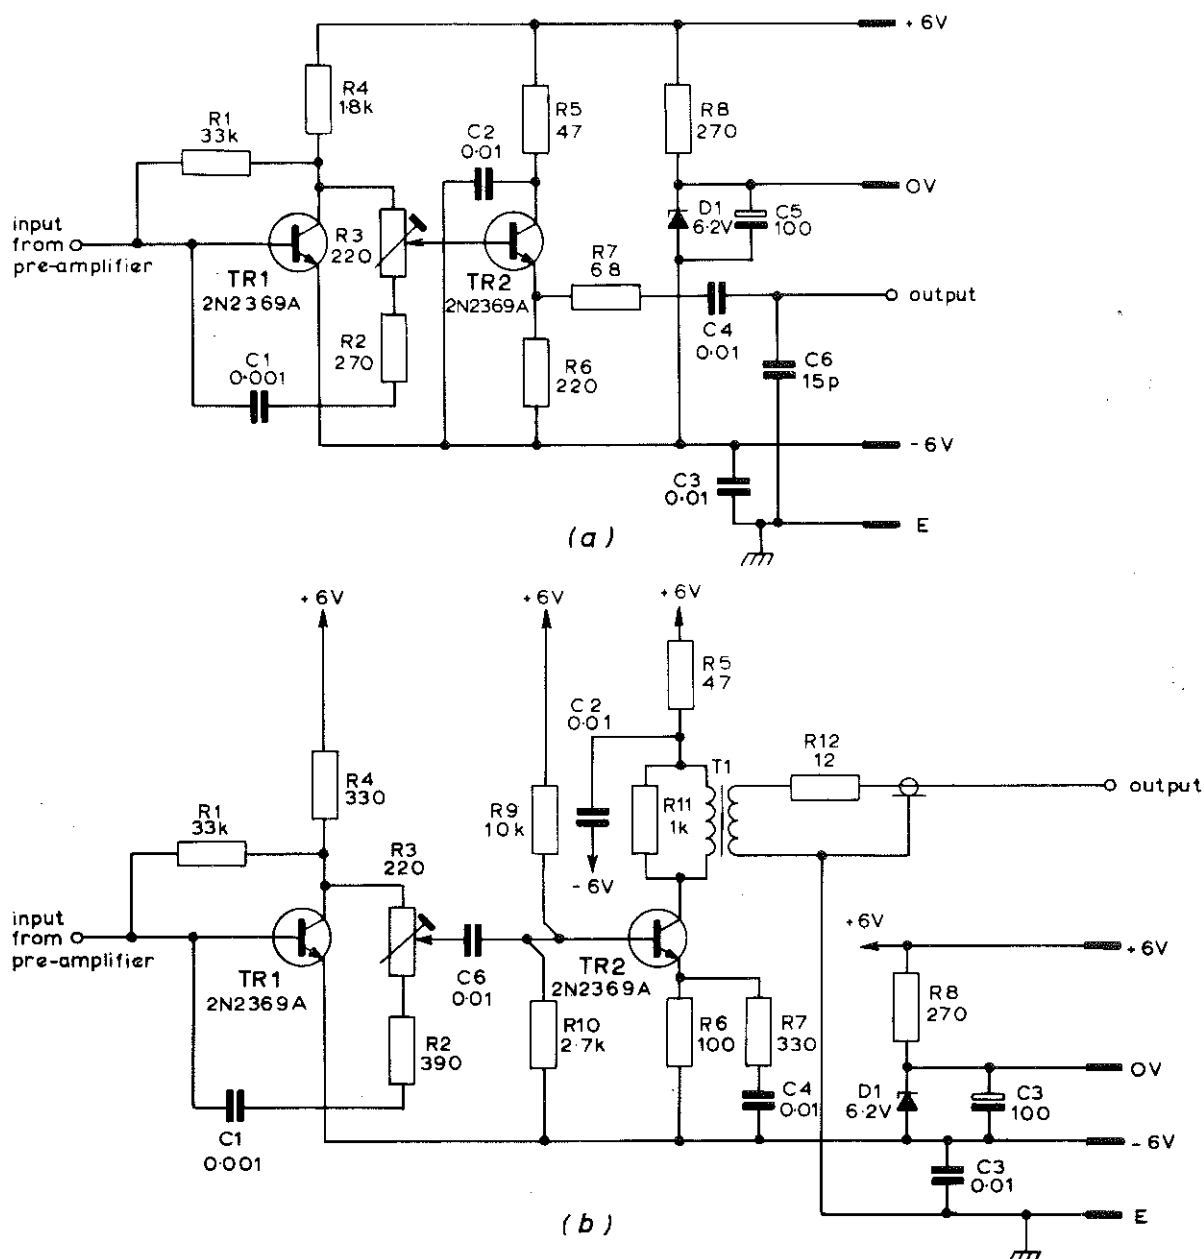 + 6V
R4
1·8k
R5
47
R8
270
R1
33k
C2
0·01
0V
input
from
pre-amplifier
R3
220
D1
6·2V
C5
100
TR1
2N2369A
TR2
2N2369A
R7
68
output
C4
0·01
R2
270
C1
0·001
R6
220
C6
15p
- 6V
C3
0·01
E
(a)
+ 6V
+6V
+6V
R5
47
C2
0·01
R4
330
R12
12
T1
output
R1
33k
R9
10k
R11
1k
R3
220
- 6V
input
from
pre-amplifier
+6V
+ 6V
TR1
2N2369A
C6
0·01
TR2
2N2369A
R8
270
R2
390
R10
2·7k
R6
100
R7
330
0V
C4
0·01
D1
6·2V
C3
100
C1
0·001
- 6V
C3
0·01
E
(b)